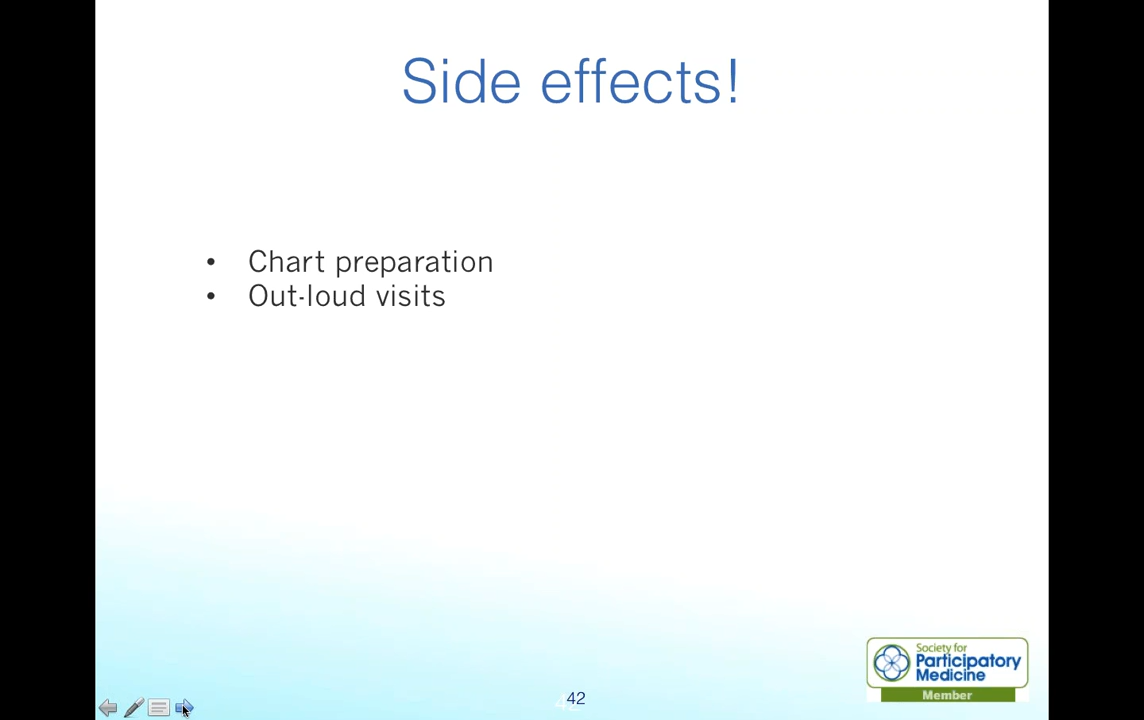 Side effects!
• Chart preparation
• Out-loud visits
Society for
Participatory
Medicine
Member
42